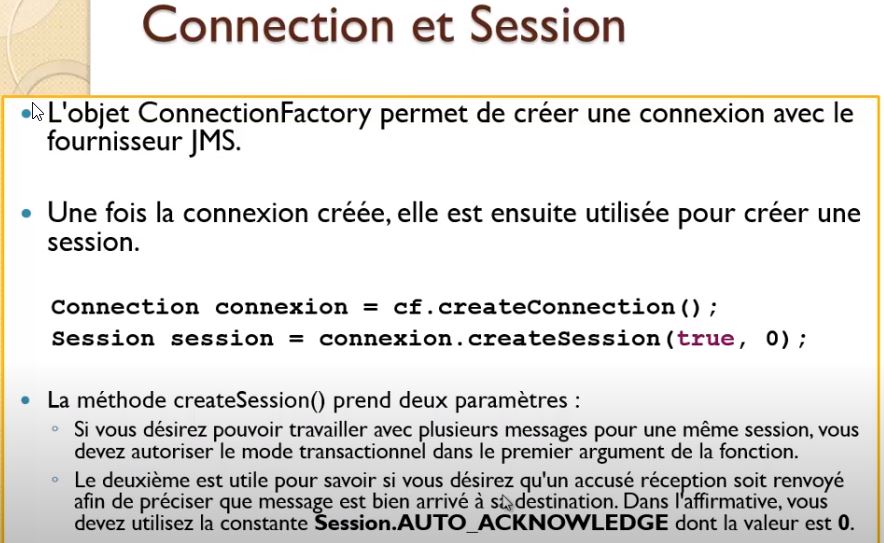 Connection et Session
L'objet ConnectionFactory permet de créer une connexion avec le
fournisseur JMS.
Une fois la connexion créée, elle est ensuite utilisée pour créer une
session.
Connection connexion = cf.createConnection();
Session session = connexion.createSession(true, 0);
La méthode createSession() prend deux paramètres :
Si vous désirez pouvoir travailler avec plusieurs messages pour une même session, vous
devez autoriser le mode transactionnel dans le premier argument de la fonction.
Le deuxième est utile pour savoir si vous désirez qu'un accusé réception soit renvoyé
afin de préciser que message est bien arrivé à sa destination. Dans l'affirmative, vous
devez utilisez la constante Session.AUTO_ACKNOWLEDGE dont la valeur est 0.